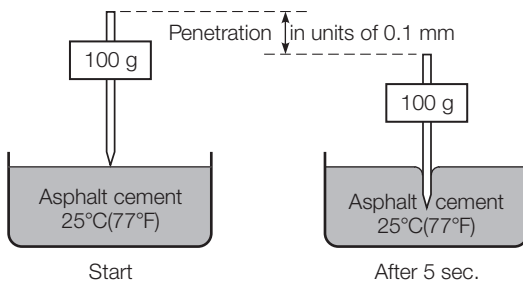 Penetration in units of 0.1 mm
100 g
100 g
Asphalt cement
25°C(77°F)
Asphalt cement
25°C(77°F)
Start
After 5 sec.